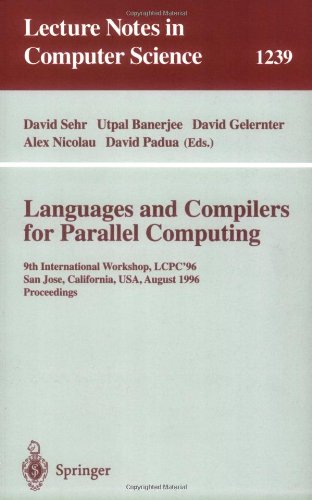 Lecture Notes in
Computer Science 1239
David Sehr Utpal Banerjee David Gelernter
Alex Nicolau David Padua (Eds.)
Languages and Compilers
for Parallel Computing
9th International Workshop, LCPC'96
San Jose, California, USA, August 1996
Proceedings
Springer